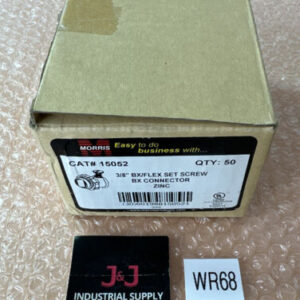 MORRIS
Easy to do
business with...
CAT# 15052 QTY: 50
3/8" BX/FLEX SET SCREW
BX CONNECTOR
ZINC
J&J
INDUSTRIAL SUPPLY
WR68